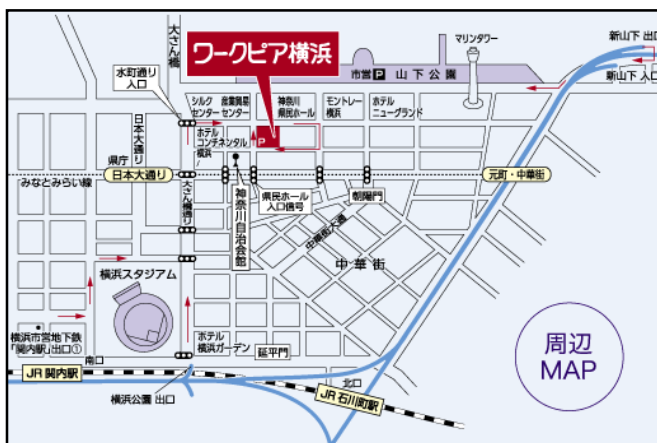 大さん橋
ワークピア横浜
マリンタワー
新山下 出口
新山下 入口
市営P 山下公園
水町通り
入口
シルク
センター
産業貿易
センター
神奈川
県民ホール
モントレー
横浜
ホテル
ニューグランド
日本大通り
ホテル
コンチネンタル
横浜
P
県庁
みなとみらい線
日本大通り
元町・中華街
大さん橋通り
神奈川自治会館
県民ホール
入口信号
朝陽門
中華街大通
中華街
横浜スタジアム
横浜市営地下鉄
「関内駅」出口①
南口
ホテル
横浜ガーデン
延平門
JR 関内駅
北口
JR 石川町駅
横浜公園 出口
周辺
MAP